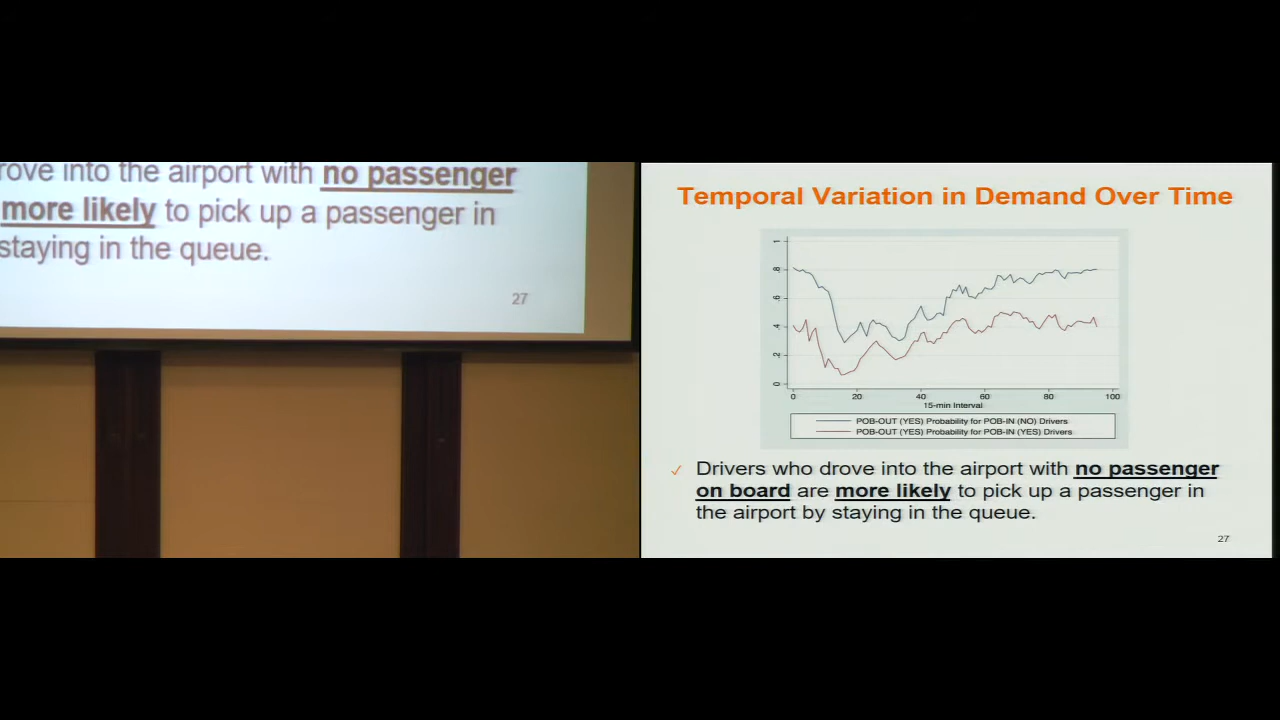 rove into the airport with no passenger
more likely to pick up a passenger in
staying in the queue.
27
Temporal Variation in Demand Over Time
1
.8
.6
.4
.2
0
0 20 40 60 80 100
15-min Interval
POB-OUT (YES) Probability for POB-IN (NO) Drivers
POB-OUT (YES) Probability for POB-IN (YES) Drivers
✓ Drivers who drove into the airport with no passenger
on board are more likely to pick up a passenger in
the airport by staying in the queue.
27